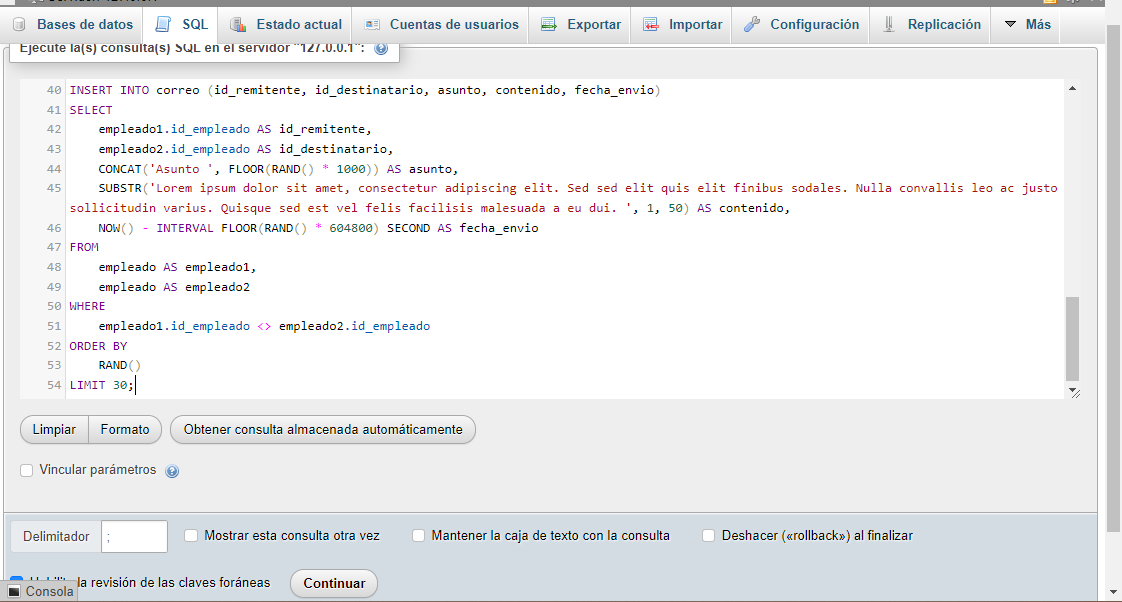 Bases de datos SQL Estado actual Cuentas de usuarios Exportar Importar Configuración Replicación Más
Ejecute la(s) consulta(s) SQL en el servidor "127.0.0.1":
40 INSERT INTO correo (id_remitente, id_destinatario, asunto, contenido, fecha_envio)
41 SELECT
42 empleado1.id_empleado AS id_remitente,
43 empleado2.id_empleado AS id_destinatario,
44 CONCAT('Asunto ', FLOOR(RAND() * 1000)) AS asunto,
45 SUBSTR('Lorem ipsum dolor sit amet, consectetur adipiscing elit. Sed sed elit quis elit finibus sodales. Nulla convallis leo ac justo
sollicitudin varius. Quisque sed est vel felis facilisis malesuada a eu dui. ', 1, 50) AS contenido,
46 NOW() - INTERVAL FLOOR(RAND() * 604800) SECOND AS fecha_envio
47 FROM
48 empleado AS empleado1,
49 empleado AS empleado2
50 WHERE
51 empleado1.id_empleado <> empleado2.id_empleado
52 ORDER BY
53 RAND()
54 LIMIT 30;
Limpiar Formato Obtener consulta almacenada automáticamente
Vincular parámetros
Delimitador ; Mostrar esta consulta otra vez Mantener la caja de texto con la consulta Deshacer («rollback») al finalizar
la revisión de las claves foráneas Continuar
Consola